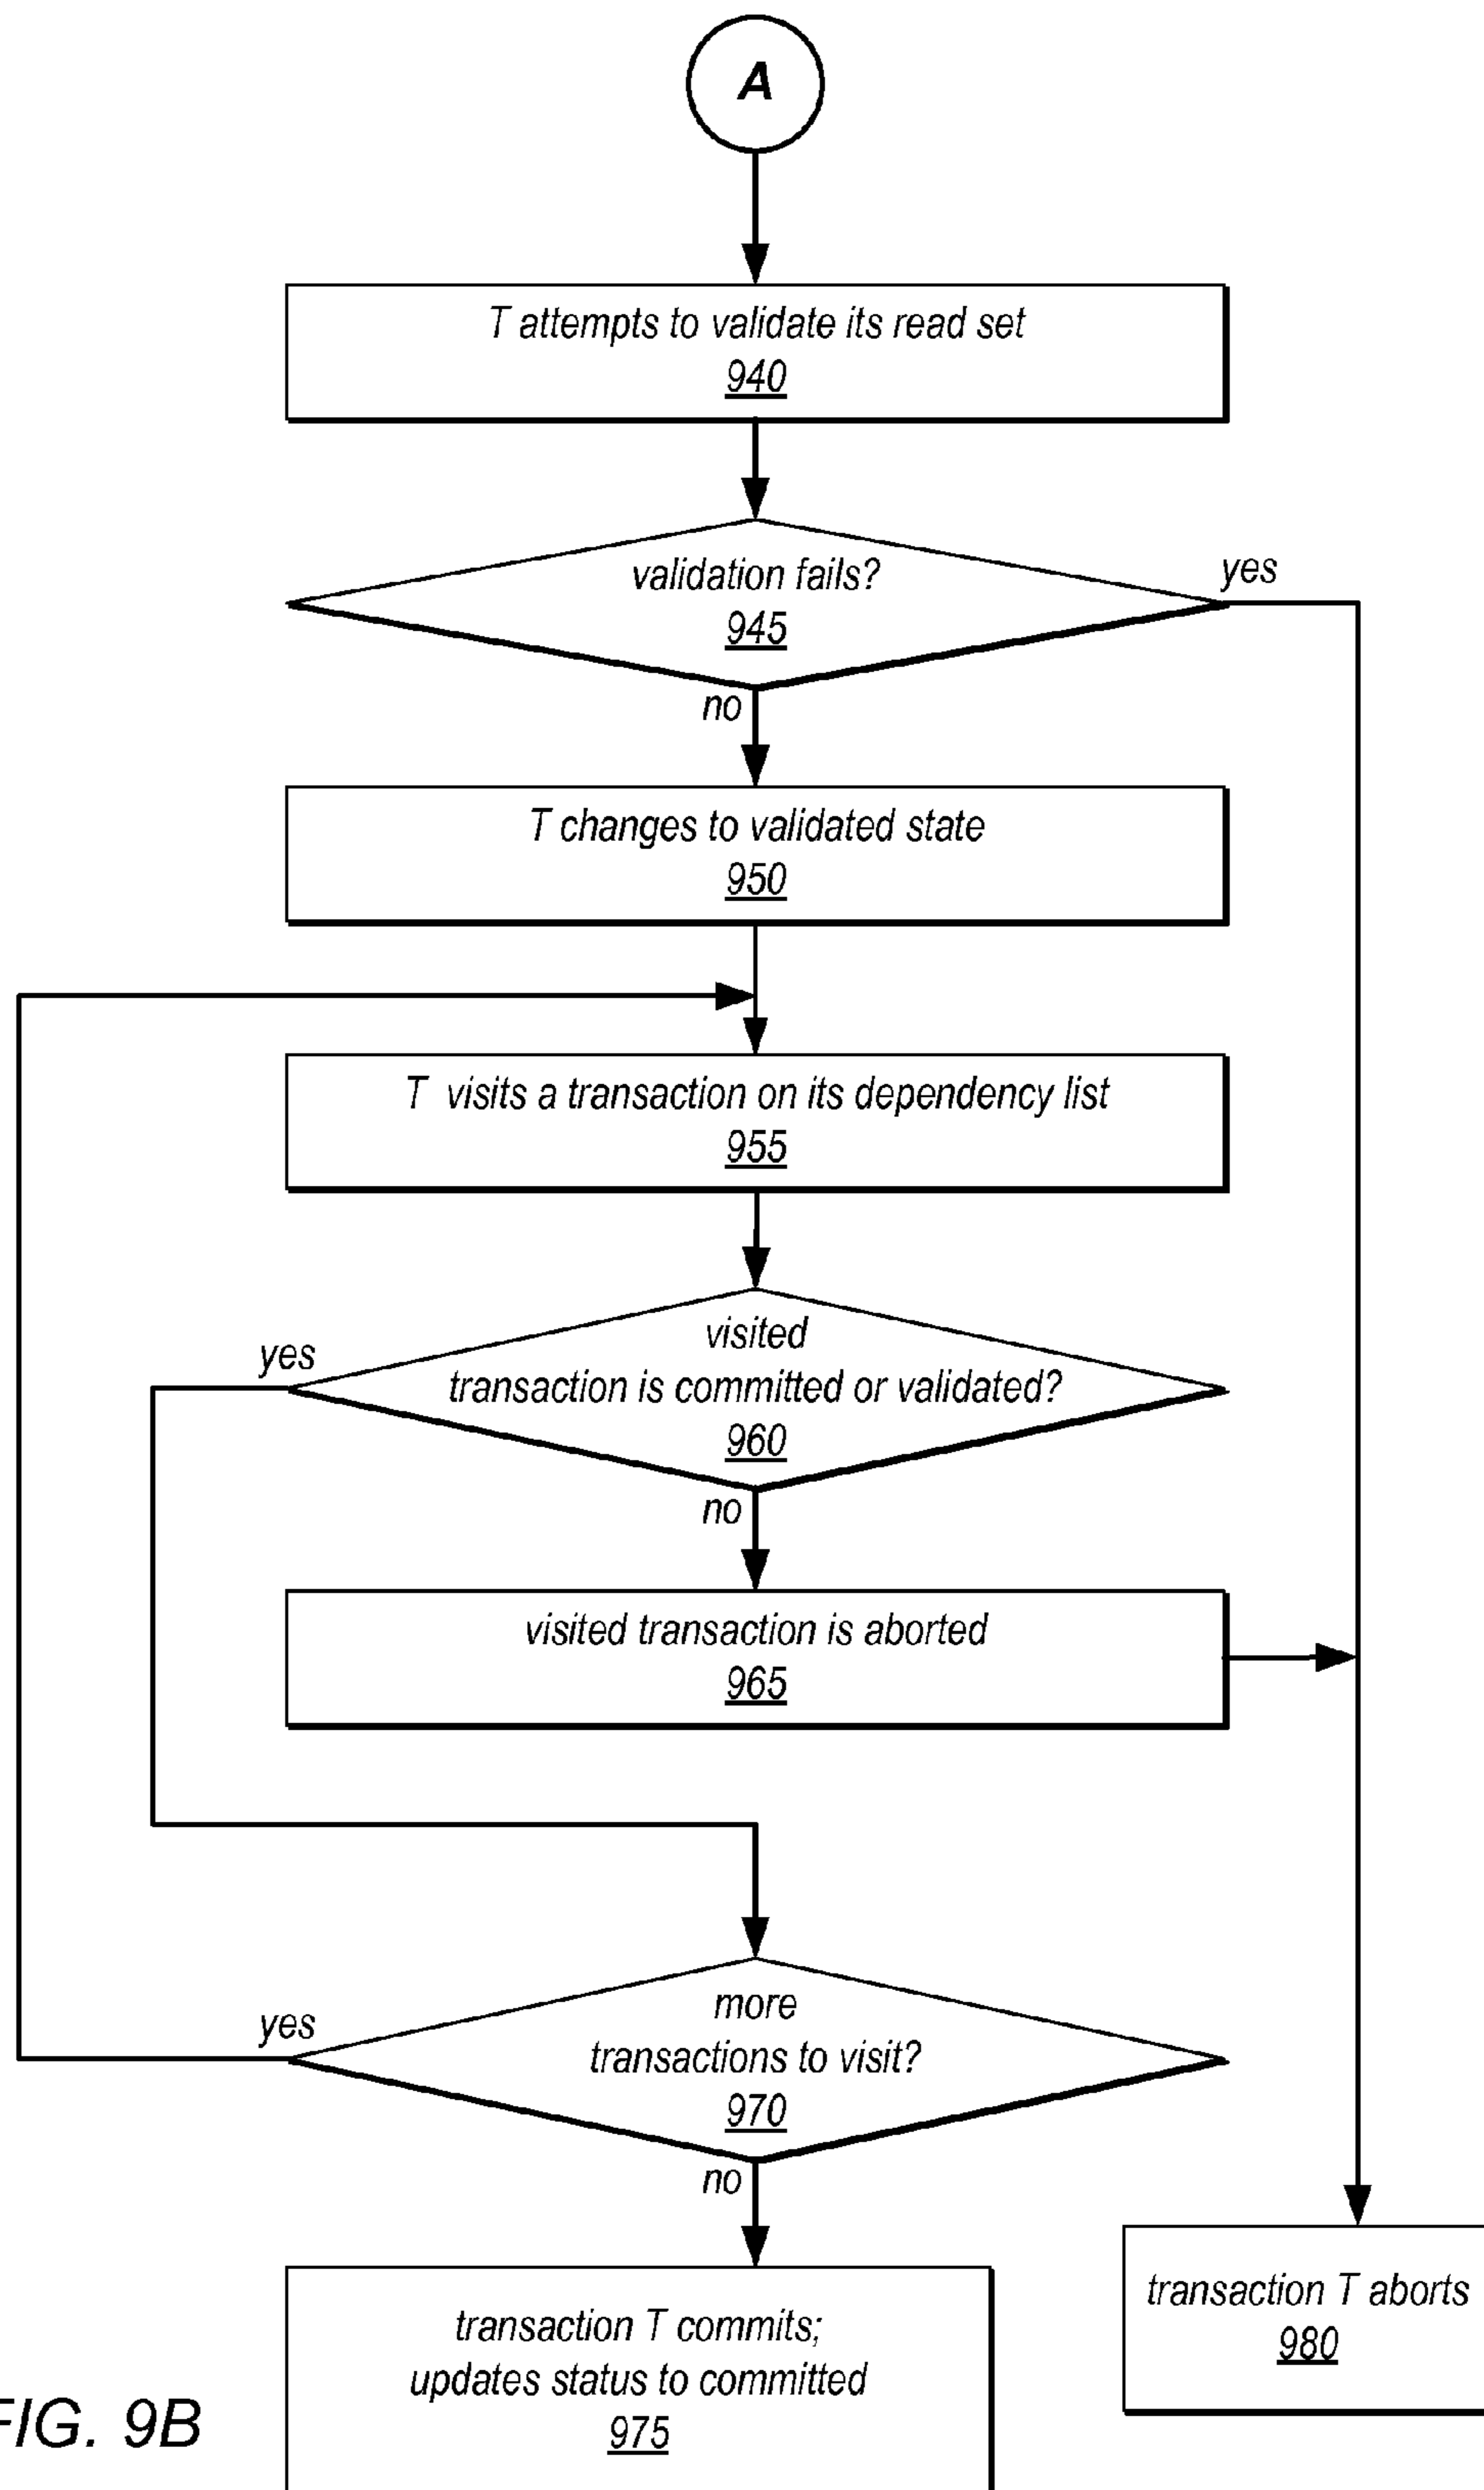 A
T attempts to validate its read set
940
validation fails?
945
yes
no
T changes to validated state
950
T visits a transaction on its dependency list
955
visited
transaction is committed or validated?
960
yes
no
visited transaction is aborted
965
more
transactions to visit?
970
yes
no
transaction T commits;
updates status to committed
975
transaction T aborts
980
FIG. 9B